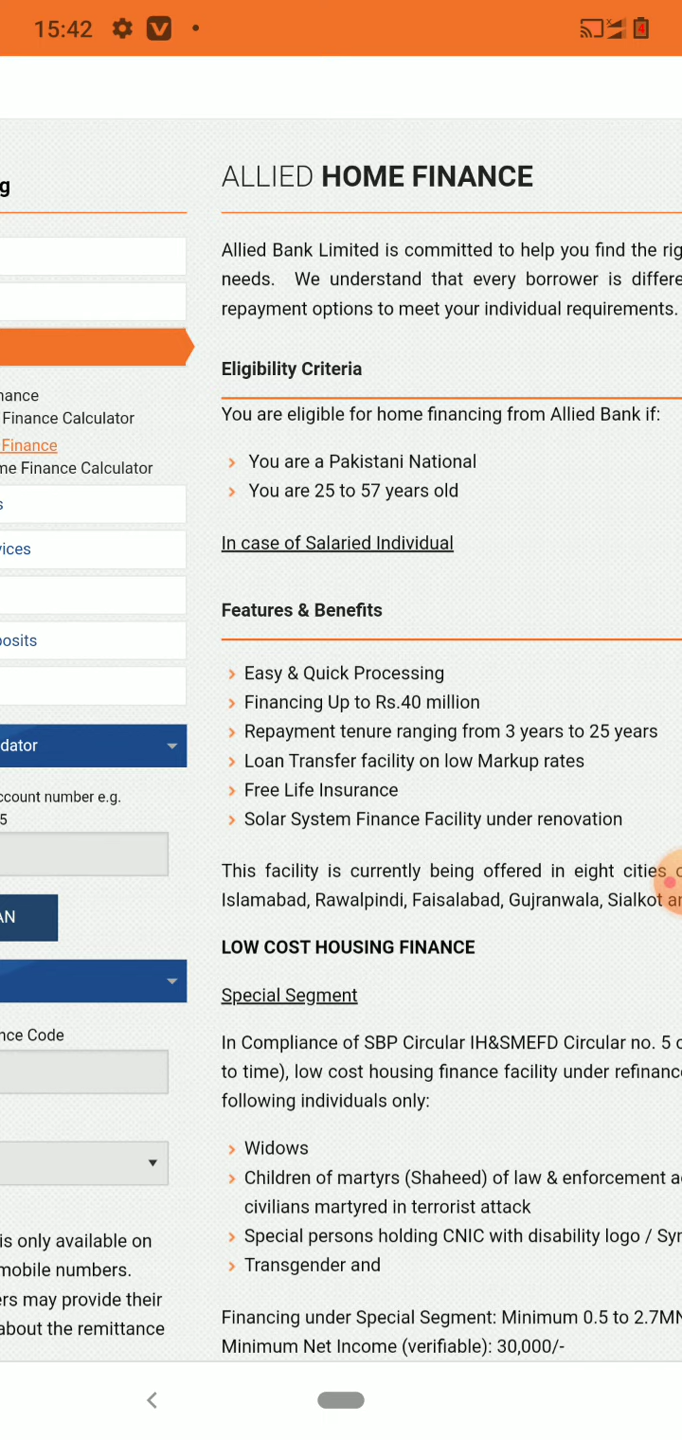 15:42
4
g
ALLIED HOME FINANCE
Allied Bank Limited is committed to help you find the rig
needs. We understand that every borrower is differe
repayment options to meet your individual requirements.
Eligibility Criteria
You are eligible for home financing from Allied Bank if:
You are a Pakistani National
You are 25 to 57 years old
In case of Salaried Individual
Features & Benefits
Easy & Quick Processing
Financing Up to Rs.40 million
Repayment tenure ranging from 3 years to 25 years
Loan Transfer facility on low Markup rates
Free Life Insurance
Solar System Finance Facility under renovation
This facility is currently being offered in eight cities
Islamabad, Rawalpindi, Faisalabad, Gujranwala, Sialkot
LOW COST HOUSING FINANCE
Special Segment
In Compliance of SBP Circular IH&SMEFD Circular no. 5
to time), low cost housing finance facility under refinanc
following individuals only:
Widows
Children of martyrs (Shaheed) of law & enforcement a
civilians martyred in terrorist attack
Special persons holding CNIC with disability logo / Syr
Transgender and
Financing under Special Segment: Minimum 0.5 to 2.7M
Minimum Net Income (verifiable): 30,000/-
nance
Finance Calculator
Finance
me Finance Calculator
s
vices
posits
dator
ccount number e.g.
5
AN
nce Code
is only available on
mobile numbers.
ers may provide their
about the remittance